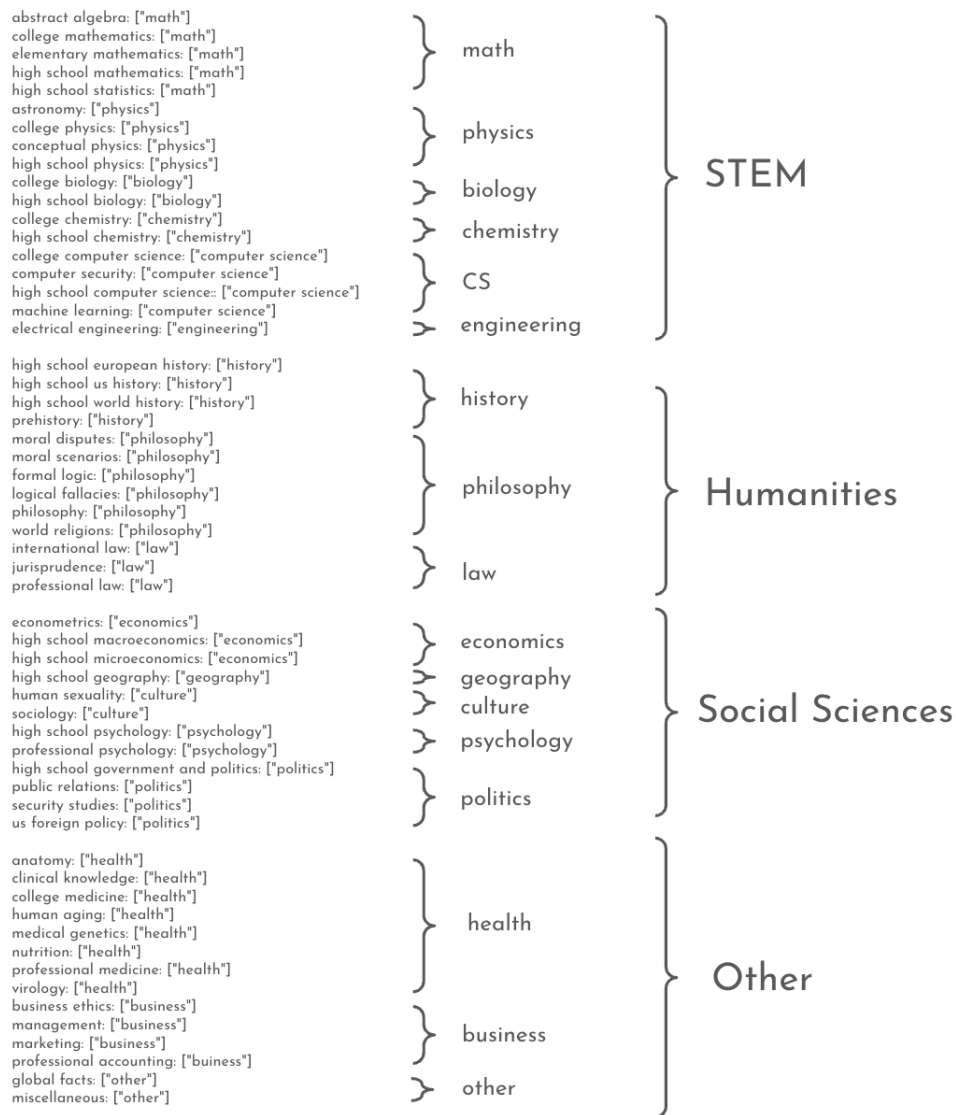 abstract algebra: ["math"]
college mathematics: ["math"]
elementary mathematics: ["math"]
high school mathematics: ["math"]
high school statistics: ["math"]
math
astronomy: ["physics"]
college physics: ["physics"]
conceptual physics: ["physics"]
high school physics: ["physics"]
physics
college biology: ["biology"]
high school biology: ["biology"]
biology
college chemistry: ["chemistry"]
high school chemistry: ["chemistry"]
chemistry
college computer science: ["computer science"]
computer security: ["computer science"]
high school computer science:: ["computer science"]
machine learning: ["computer science"]
CS
electrical engineering: ["engineering"]
engineering
STEM
high school european history: ["history"]
high school us history: ["history"]
high school world history: ["history"]
prehistory: ["history"]
history
moral disputes: ["philosophy"]
moral scenarios: ["philosophy"]
formal logic: ["philosophy"]
logical fallacies: ["philosophy"]
philosophy: ["philosophy"]
world religions: ["philosophy"]
philosophy
international law: ["law"]
jurisprudence: ["law"]
professional law: ["law"]
law
Humanities
econometrics: ["economics"]
high school macroeconomics: ["economics"]
high school microeconomics: ["economics"]
economics
high school geography: ["geography"]
geography
human sexuality: ["culture"]
sociology: ["culture"]
culture
high school psychology: ["psychology"]
professional psychology: ["psychology"]
psychology
high school government and politics: ["politics"]
public relations: ["politics"]
security studies: ["politics"]
us foreign policy: ["politics"]
politics
Social Sciences
anatomy: ["health"]
clinical knowledge: ["health"]
college medicine: ["health"]
human aging: ["health"]
medical genetics: ["health"]
nutrition: ["health"]
professional medicine: ["health"]
virology: ["health"]
health
business ethics: ["business"]
management: ["business"]
marketing: ["business"]
professional accounting: ["buiness"]
business
global facts: ["other"]
miscellaneous: ["other"]
other
Other